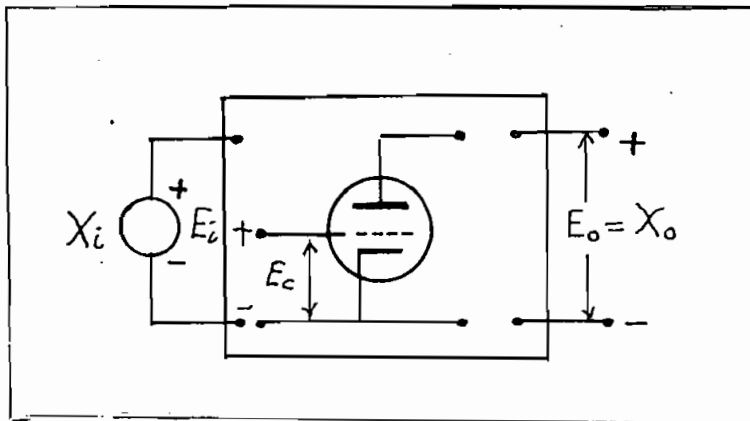 +
+
Xi Ei + Eo = Xo
-
Ec
- -